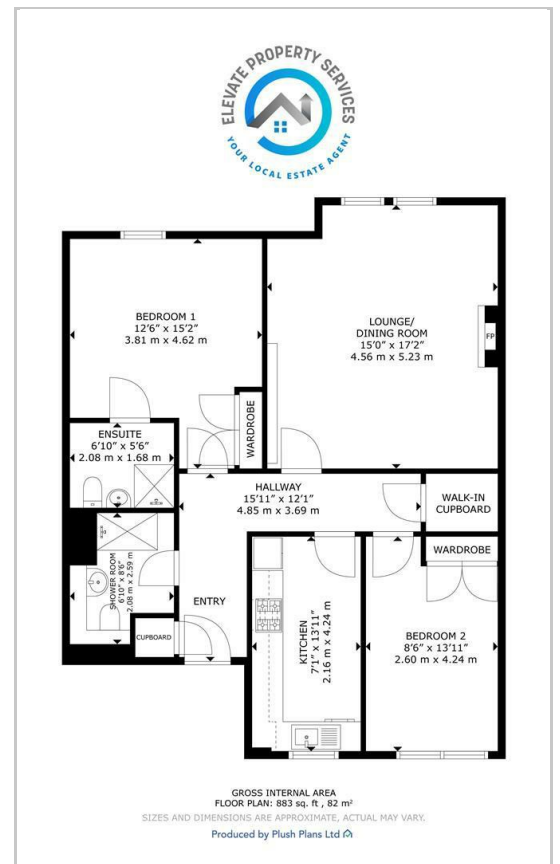 ELEVATE PROPERTY SERVICES
YOUR LOCAL ESTATE AGENT
BEDROOM 1
12'6" x 15'2"
3.81 m x 4.62 m
LOUNGE/
DINING ROOM
15'0" x 17'2"
4.56 m x 5.23 m
FP
WARDROBE
ENSUITE
6'10" x 5'6"
2.08 m x 1.68 m
HALLWAY
15'11" x 12'1"
4.85 m x 3.69 m
WALK-IN
CUPBOARD
SHOWER ROOM
6'10" x 8'6"
2.08 m x 2.59 m
ENTRY
CUPBOARD
KITCHEN
7'1" x 13'11"
2.16 m x 4.24 m
WARDROBE
BEDROOM 2
8'6" x 13'11"
2.60 m x 4.24 m
GROSS INTERNAL AREA
FLOOR PLAN: 883 sq. ft , 82 m²
SIZES AND DIMENSIONS ARE APPROXIMATE, ACTUAL MAY VARY.
Produced by Plush Plans Ltd